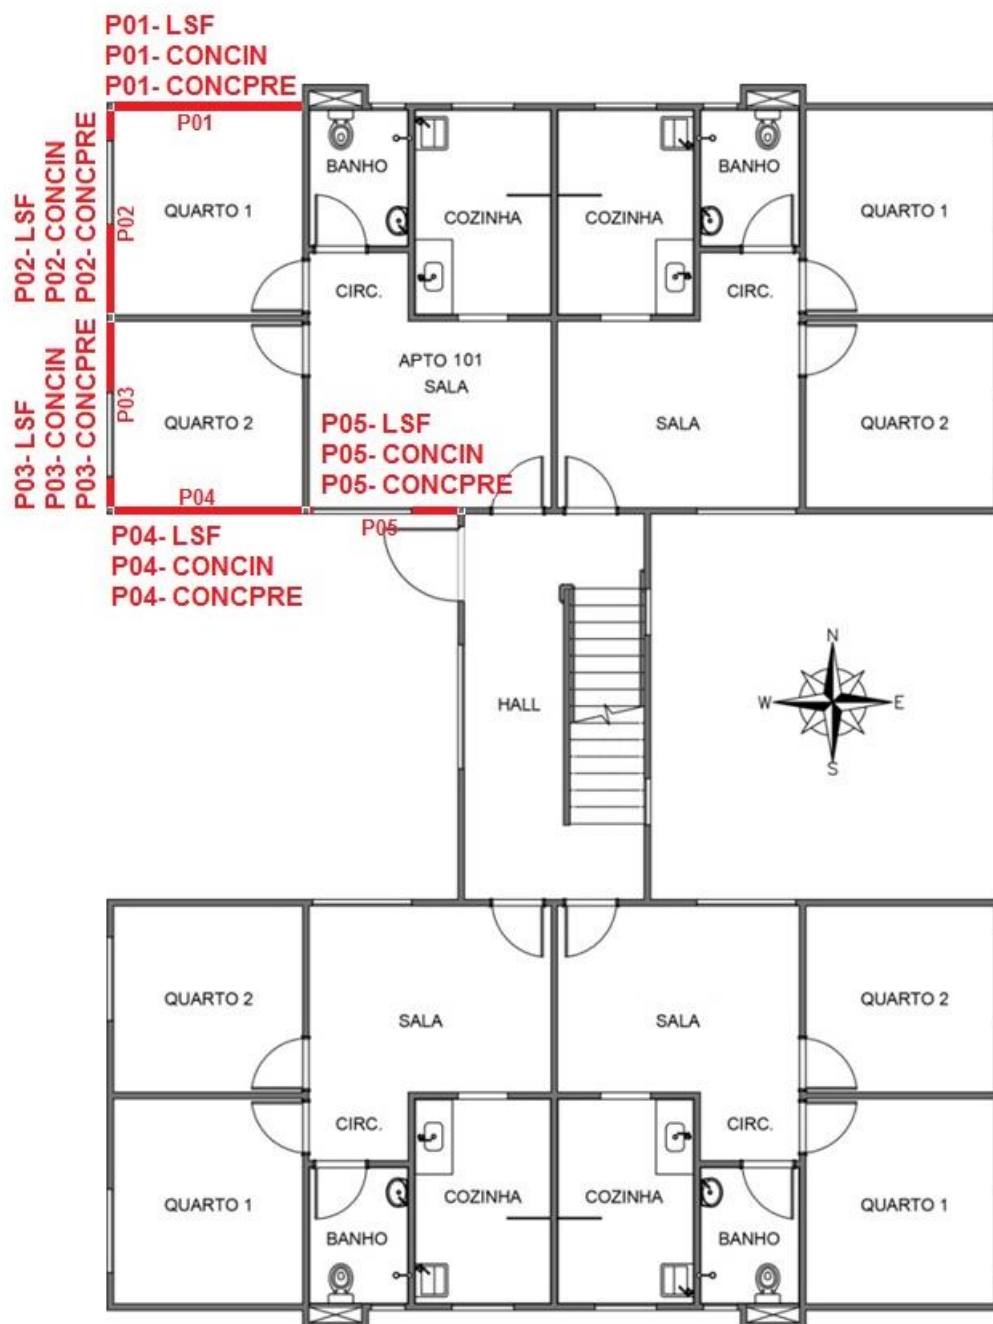 P01- LSF
P01- CONCIN
P01- CONCPRE
P01
P02- LSF
P02- CONCIN
P02- CONCPRE
P02
QUARTO 1
BANHO
COZINHA
COZINHA
BANHO
QUARTO 1
CIRC.
CIRC.
P03- LSF
P03- CONCIN
P03- CONCPRE
P03
QUARTO 2
APTO 101
SALA
SALA
QUARTO 2
P05- LSF
P05- CONCIN
P05- CONCPRE
P04
P05
P04- LSF
P04- CONCIN
P04- CONCPRE
HALL
N
W
E
S
QUARTO 2
SALA
SALA
QUARTO 2
CIRC.
CIRC.
QUARTO 1
COZINHA
COZINHA
QUARTO 1
BANHO
BANHO